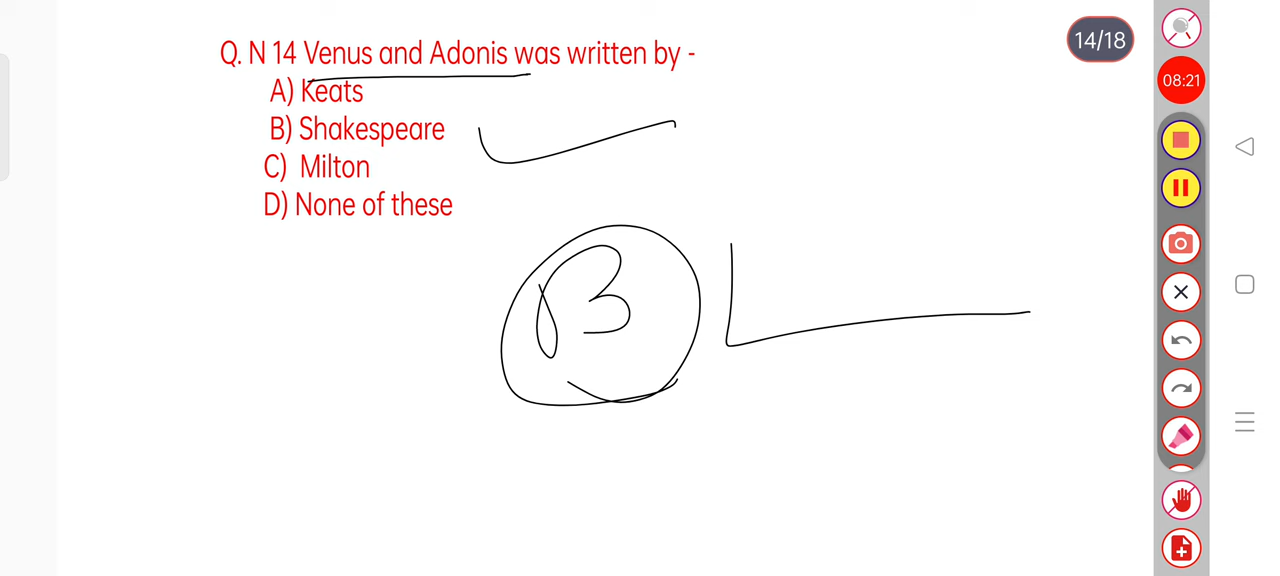 14/18
Q. N 14 Venus and Adonis was written by -
08:21
A) Keats
B) Shakespeare
C) Milton
D) None of these
B